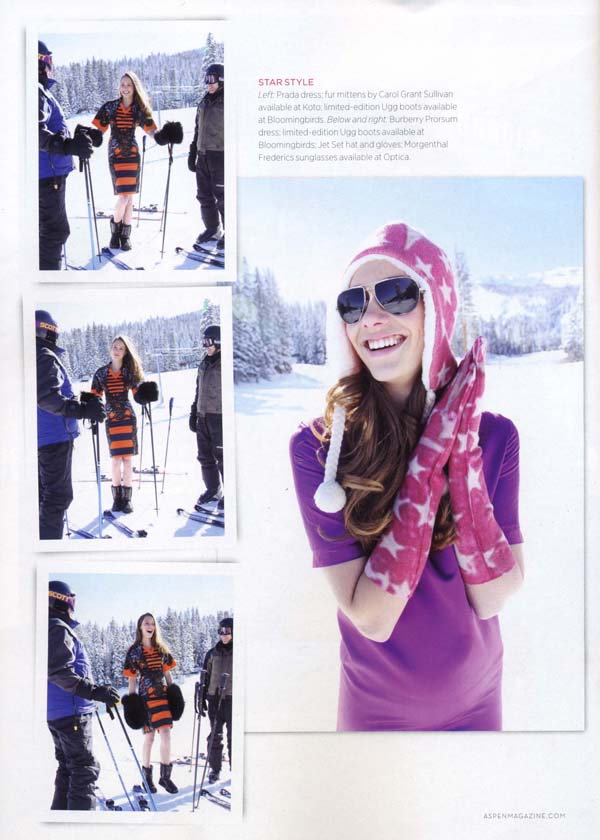 STAR STYLE
Left: Prada dress; fur mittens by Carol Grant Sullivan
available at Koto; limited-edition Ugg boots available
at Bloomingbirds. Below and right: Burberry Prorsum
dress; limited-edition Ugg boots available at
Bloomingbirds; Jet Set hat and gloves; Morgenthal
Frederics sunglasses available at Optica.
SCOTT
SCOTT
ASPENMAGAZINE.COM